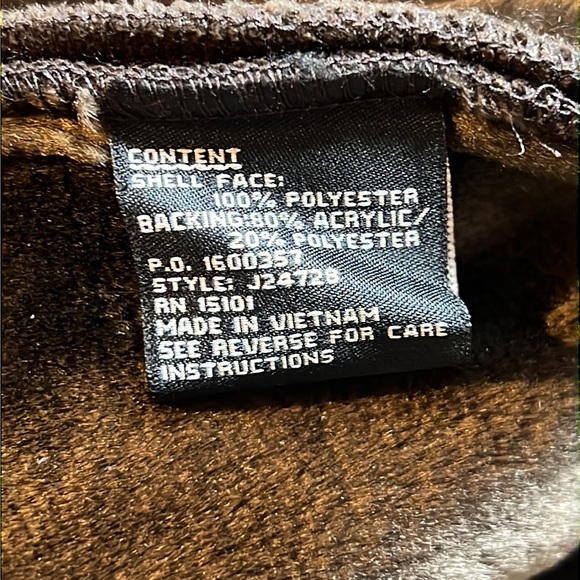 CONTENT
SHELL FACE:
100% POLYESTER
BACKING:80% ACRYLIC/
20% POLYESTER
P.O. 1600357
STYLE: J24728
RN 15101
MADE IN VIETNAM
SEE REVERSE FOR CARE
INSTRUCTIONS